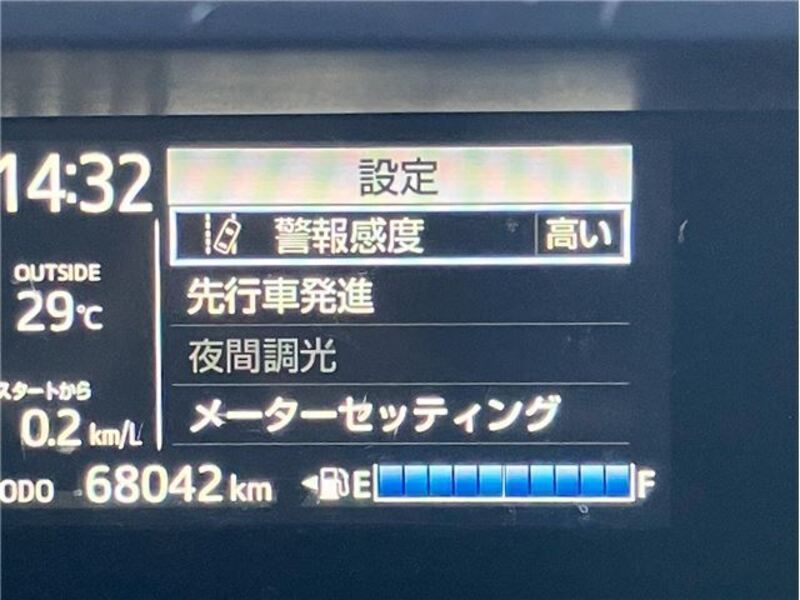 14:32
設定
警報感度 高い
OUTSIDE
29℃
先行車発進
夜間調光
スタートから
0.2 km/L
メーターセッティング
ODO 68042 km
E F